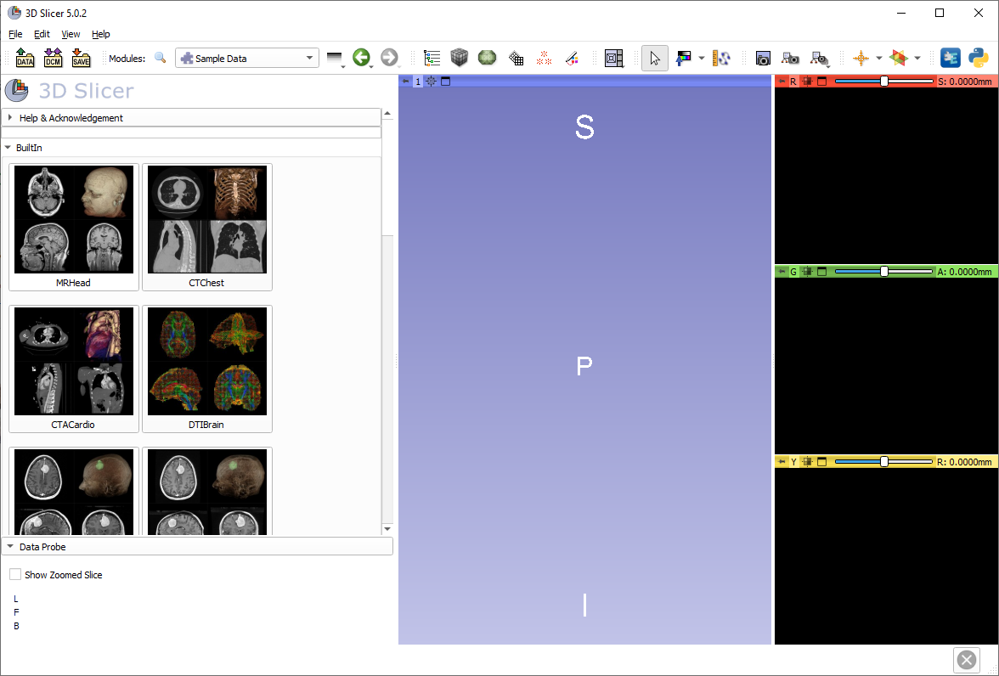 3D Slicer 5.0.2
File Edit View Help
DATA DCM SAVE Modules: Sample Data
3D Slicer
Help & Acknowledgement
BuiltIn
MRHead CTChest
CTACardio DTIBrain
Data Probe
Show Zoomed Slice
L
F
B
1
S
P
I
R S: 0.0000mm
G A: 0.0000mm
Y R: 0.0000mm